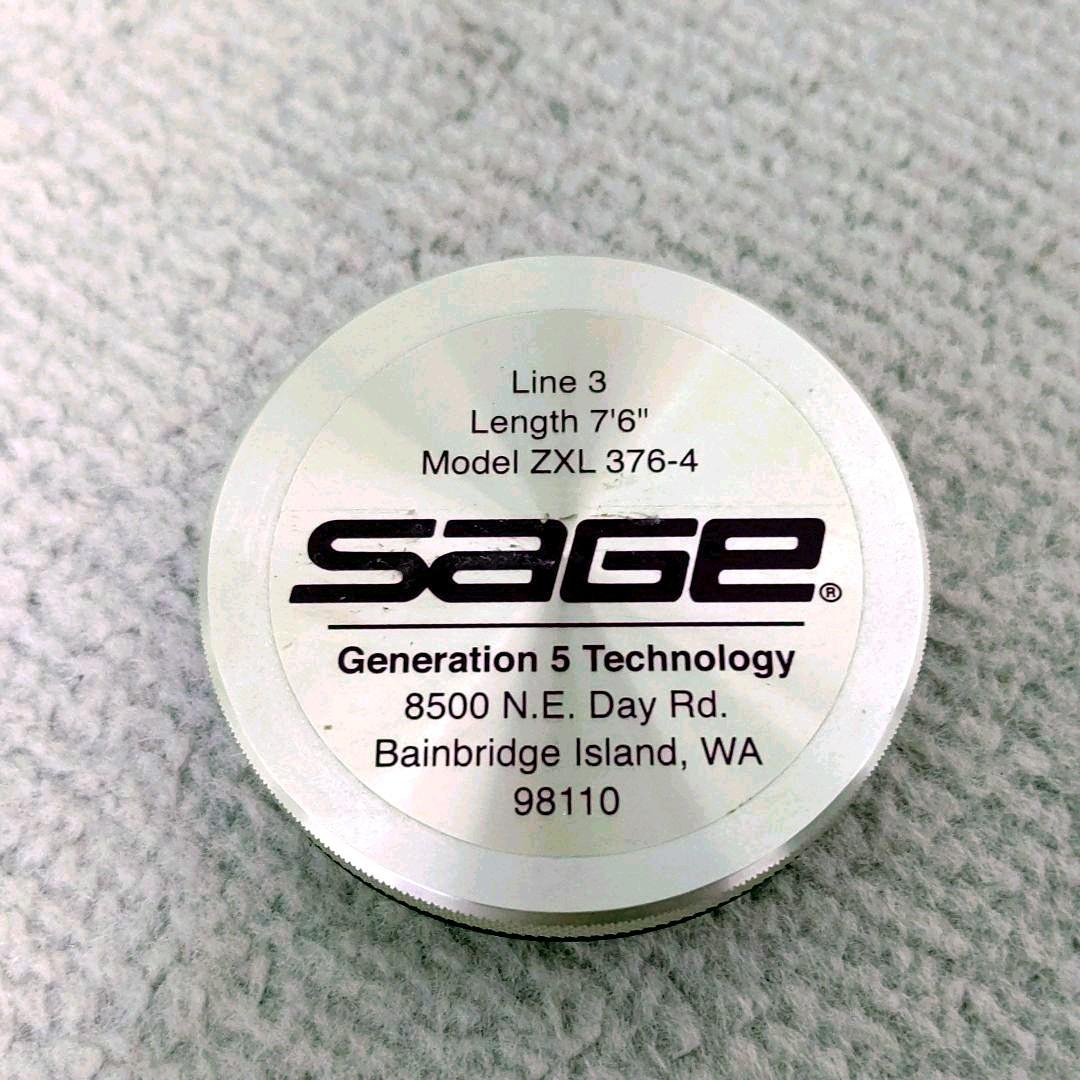 Line 3
Length 7'6"
Model ZXL 376-4
SAGE®
Generation 5 Technology
8500 N.E. Day Rd.
Bainbridge Island, WA
98110